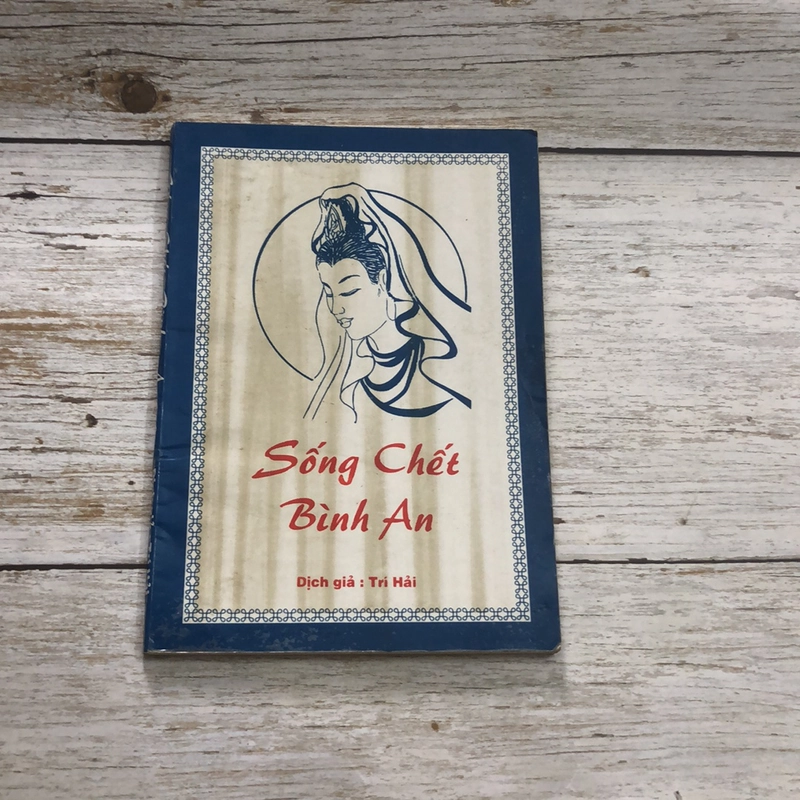 Sống Chết
Bình An
Dịch giả : Trí Hải